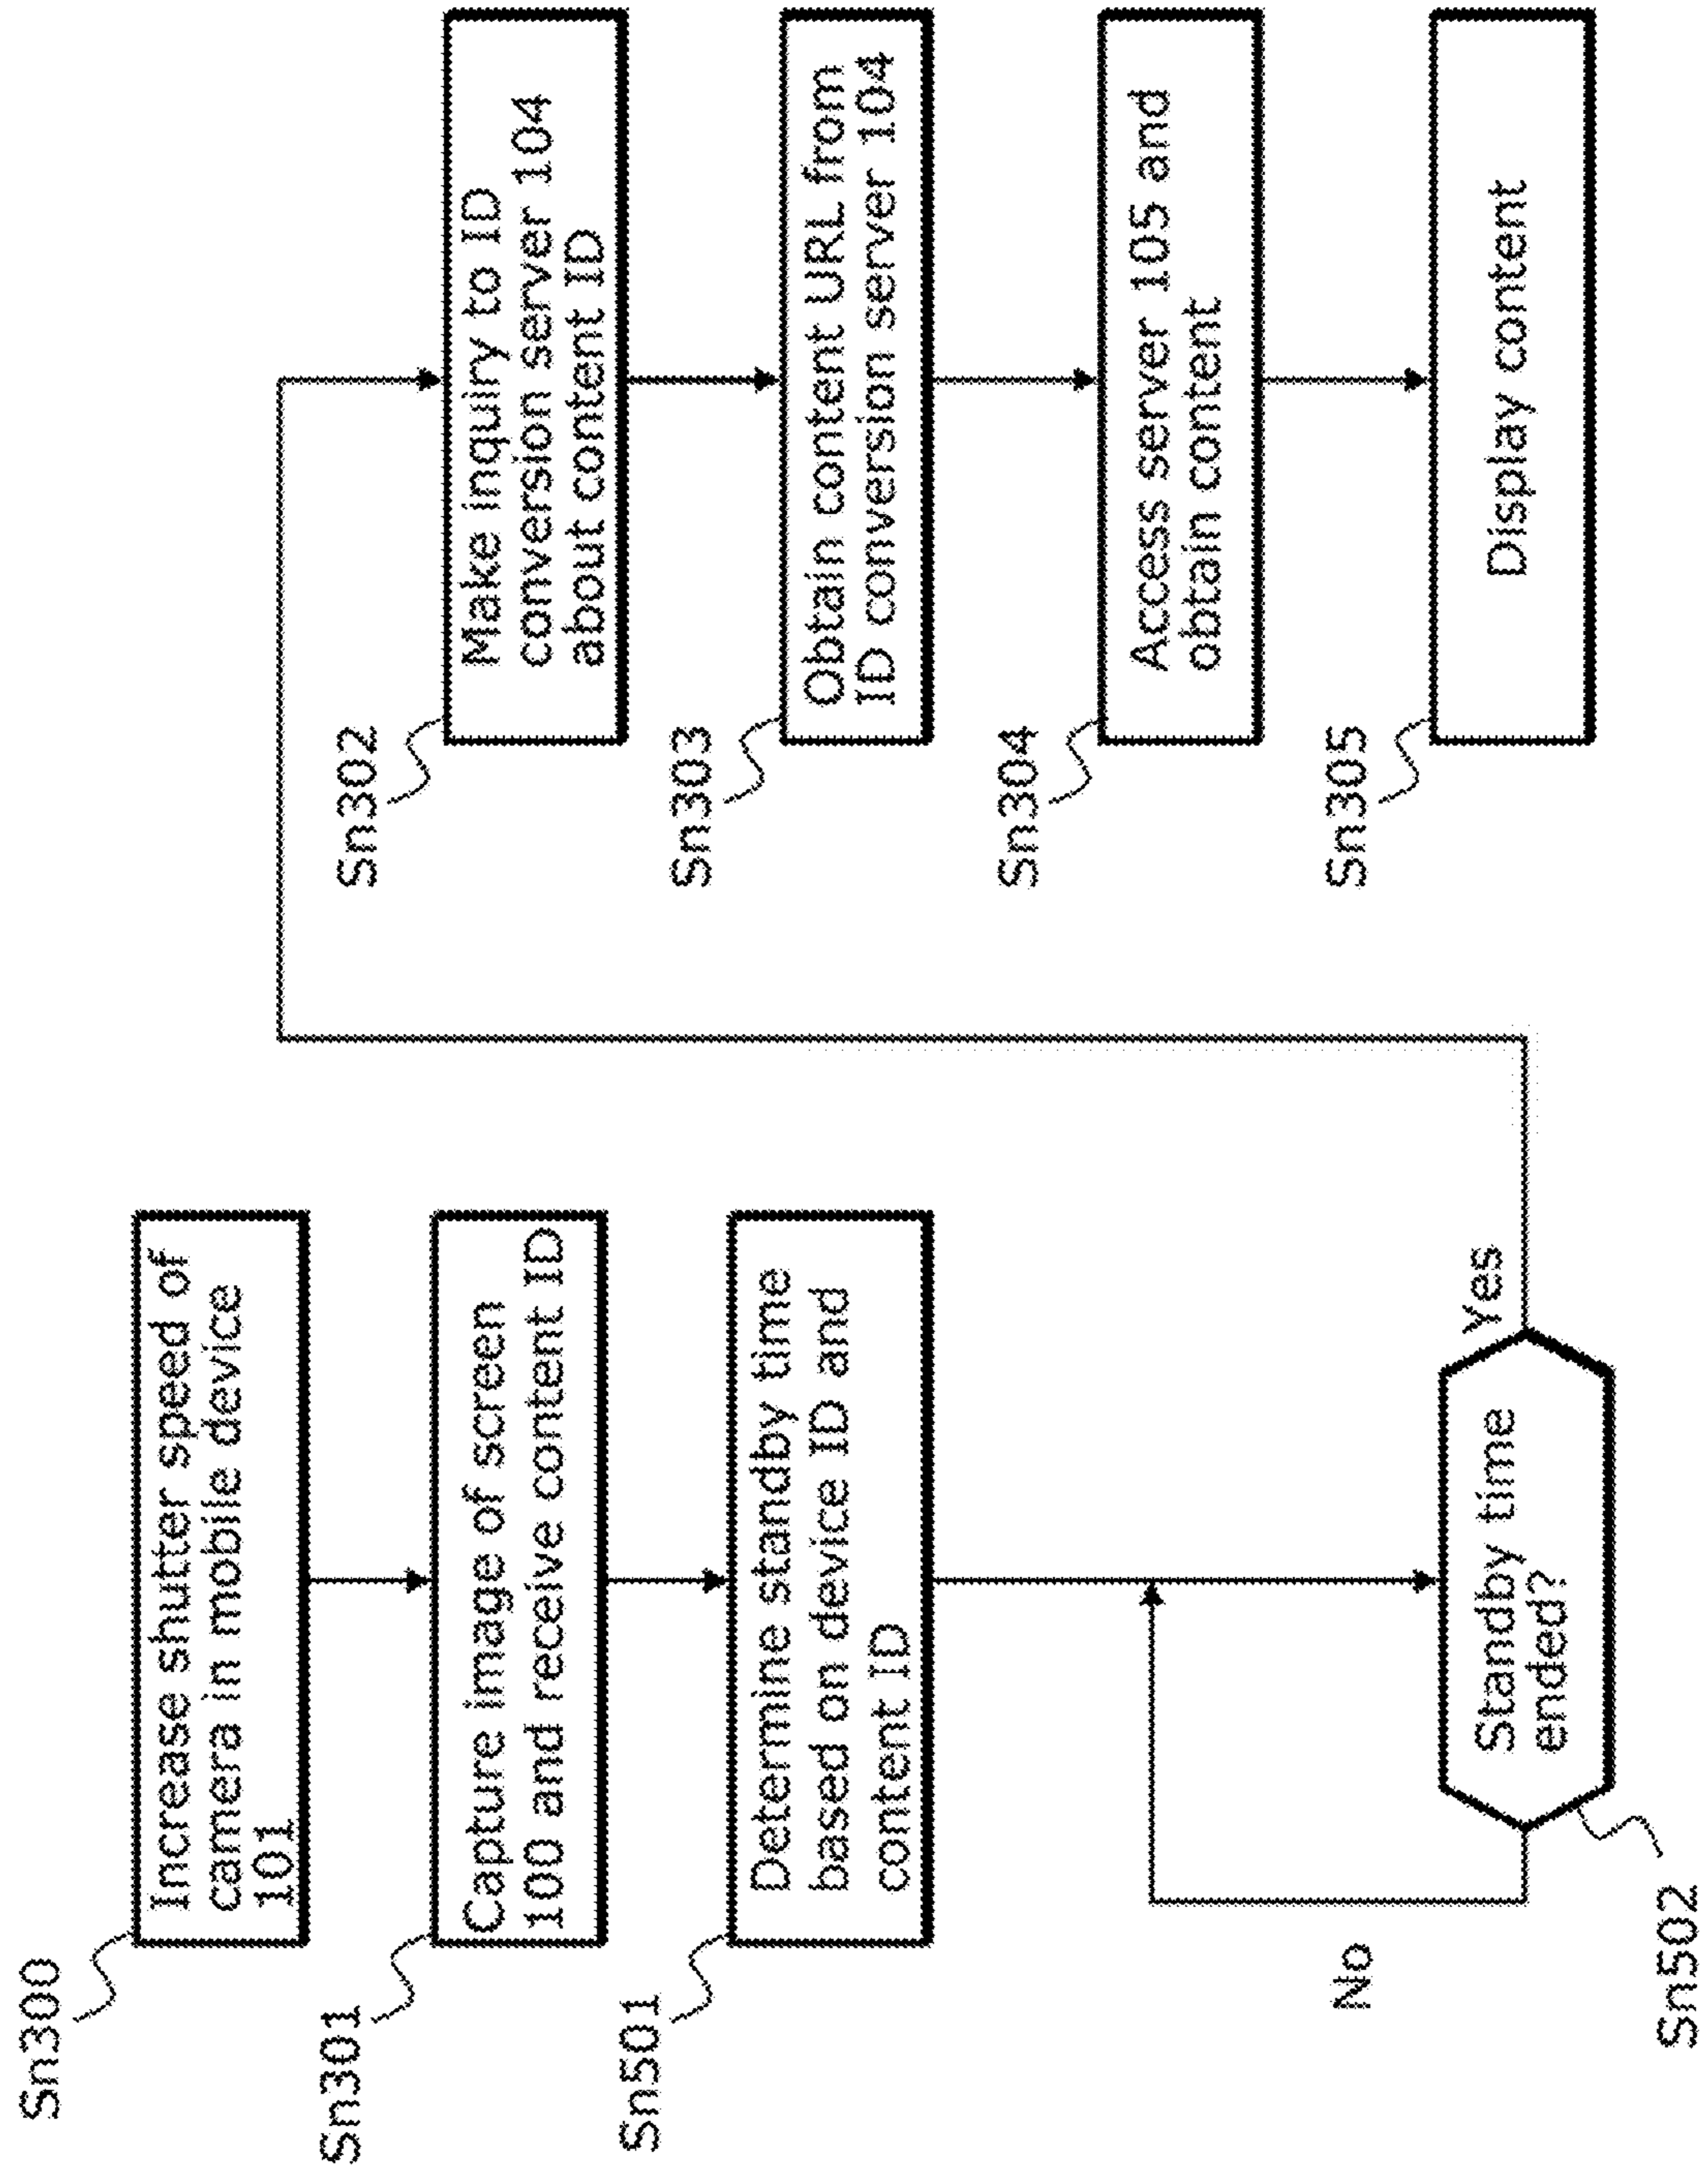 Sn300
Increase shutter speed of
camera in mobile device
101
Sn301
Capture image of screen
100 and receive content ID
Sn501
Determine standby time
based on device ID and
content ID
No
Standby time
ended?
Yes
Sn502
Sn302
Make inquiry to ID
conversion server 104
about content ID
Sn303
Obtain content URL from
ID conversion server 104
Sn304
Access server 105 and
obtain content
Sn305
Display content